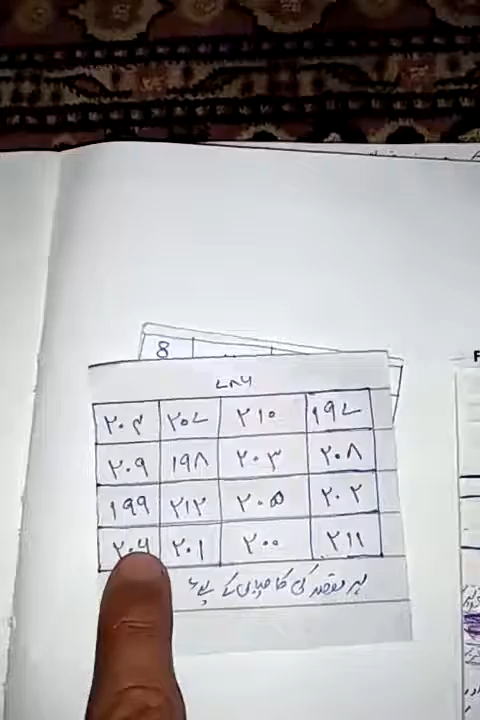 8
۷۸۶
۲۰۴ ۲۰۷ ۲۱۰ ۱۹۷
۲۰۹ ۱۹۸ ۲۰۳ ۲۰۸
۱۹۹ ۲۱۲ ۲۰۵ ۲۰۲
۲۰۶ ۲۰۱ ۲۰۰ ۲۱۱
ہر مقصد کی کامیابی کے لیے